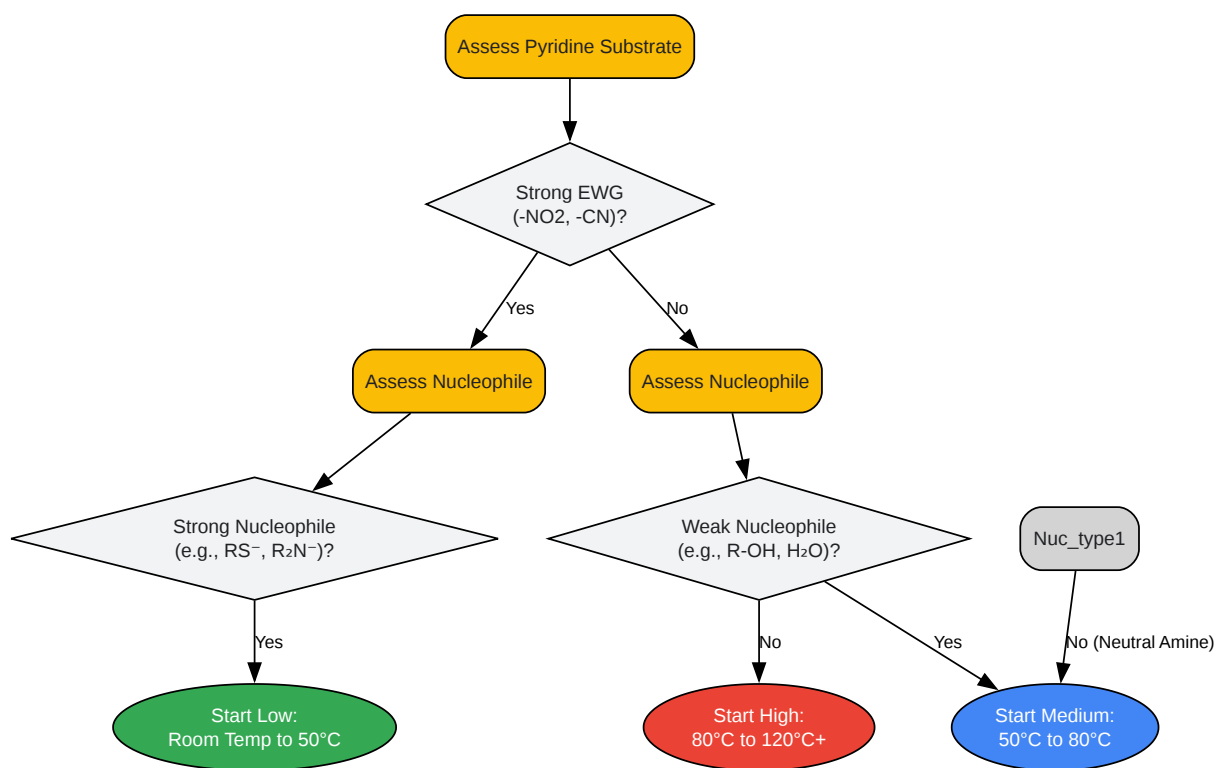 Assess Pyridine Substrate
Strong EWG
(-NO2, -CN)?
Yes
No
Assess Nucleophile
Assess Nucleophile
Strong Nucleophile
(e.g., RS⁻, R₂N⁻)?
Weak Nucleophile
(e.g., R-OH, H₂O)?
Nuc_type1
Yes
No
Yes
No (Neutral Amine)
Start Low:
Room Temp to 50°C
Start High:
80°C to 120°C+
Start Medium:
50°C to 80°C